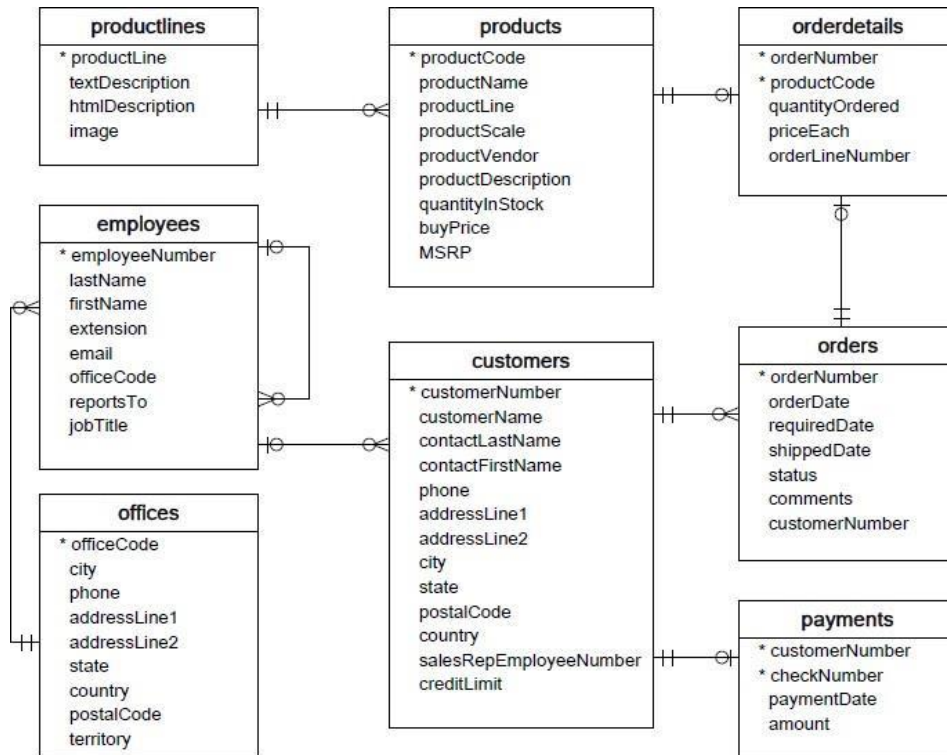 productlines
* productLine
textDescription
htmlDescription
image
products
* productCode
productName
productLine
productScale
productVendor
productDescription
quantityInStock
buyPrice
MSRP
orderdetails
* orderNumber
* productCode
quantityOrdered
priceEach
orderLineNumber
employees
* employeeNumber
lastName
firstName
extension
email
officeCode
reportsTo
jobTitle
customers
* customerNumber
customerName
contactLastName
contactFirstName
phone
addressLine1
addressLine2
city
state
postalCode
country
salesRepEmployeeNumber
creditLimit
orders
* orderNumber
orderDate
requiredDate
shippedDate
status
comments
customerNumber
offices
* officeCode
city
phone
addressLine1
addressLine2
state
country
postalCode
territory
payments
* customerNumber
* checkNumber
paymentDate
amount